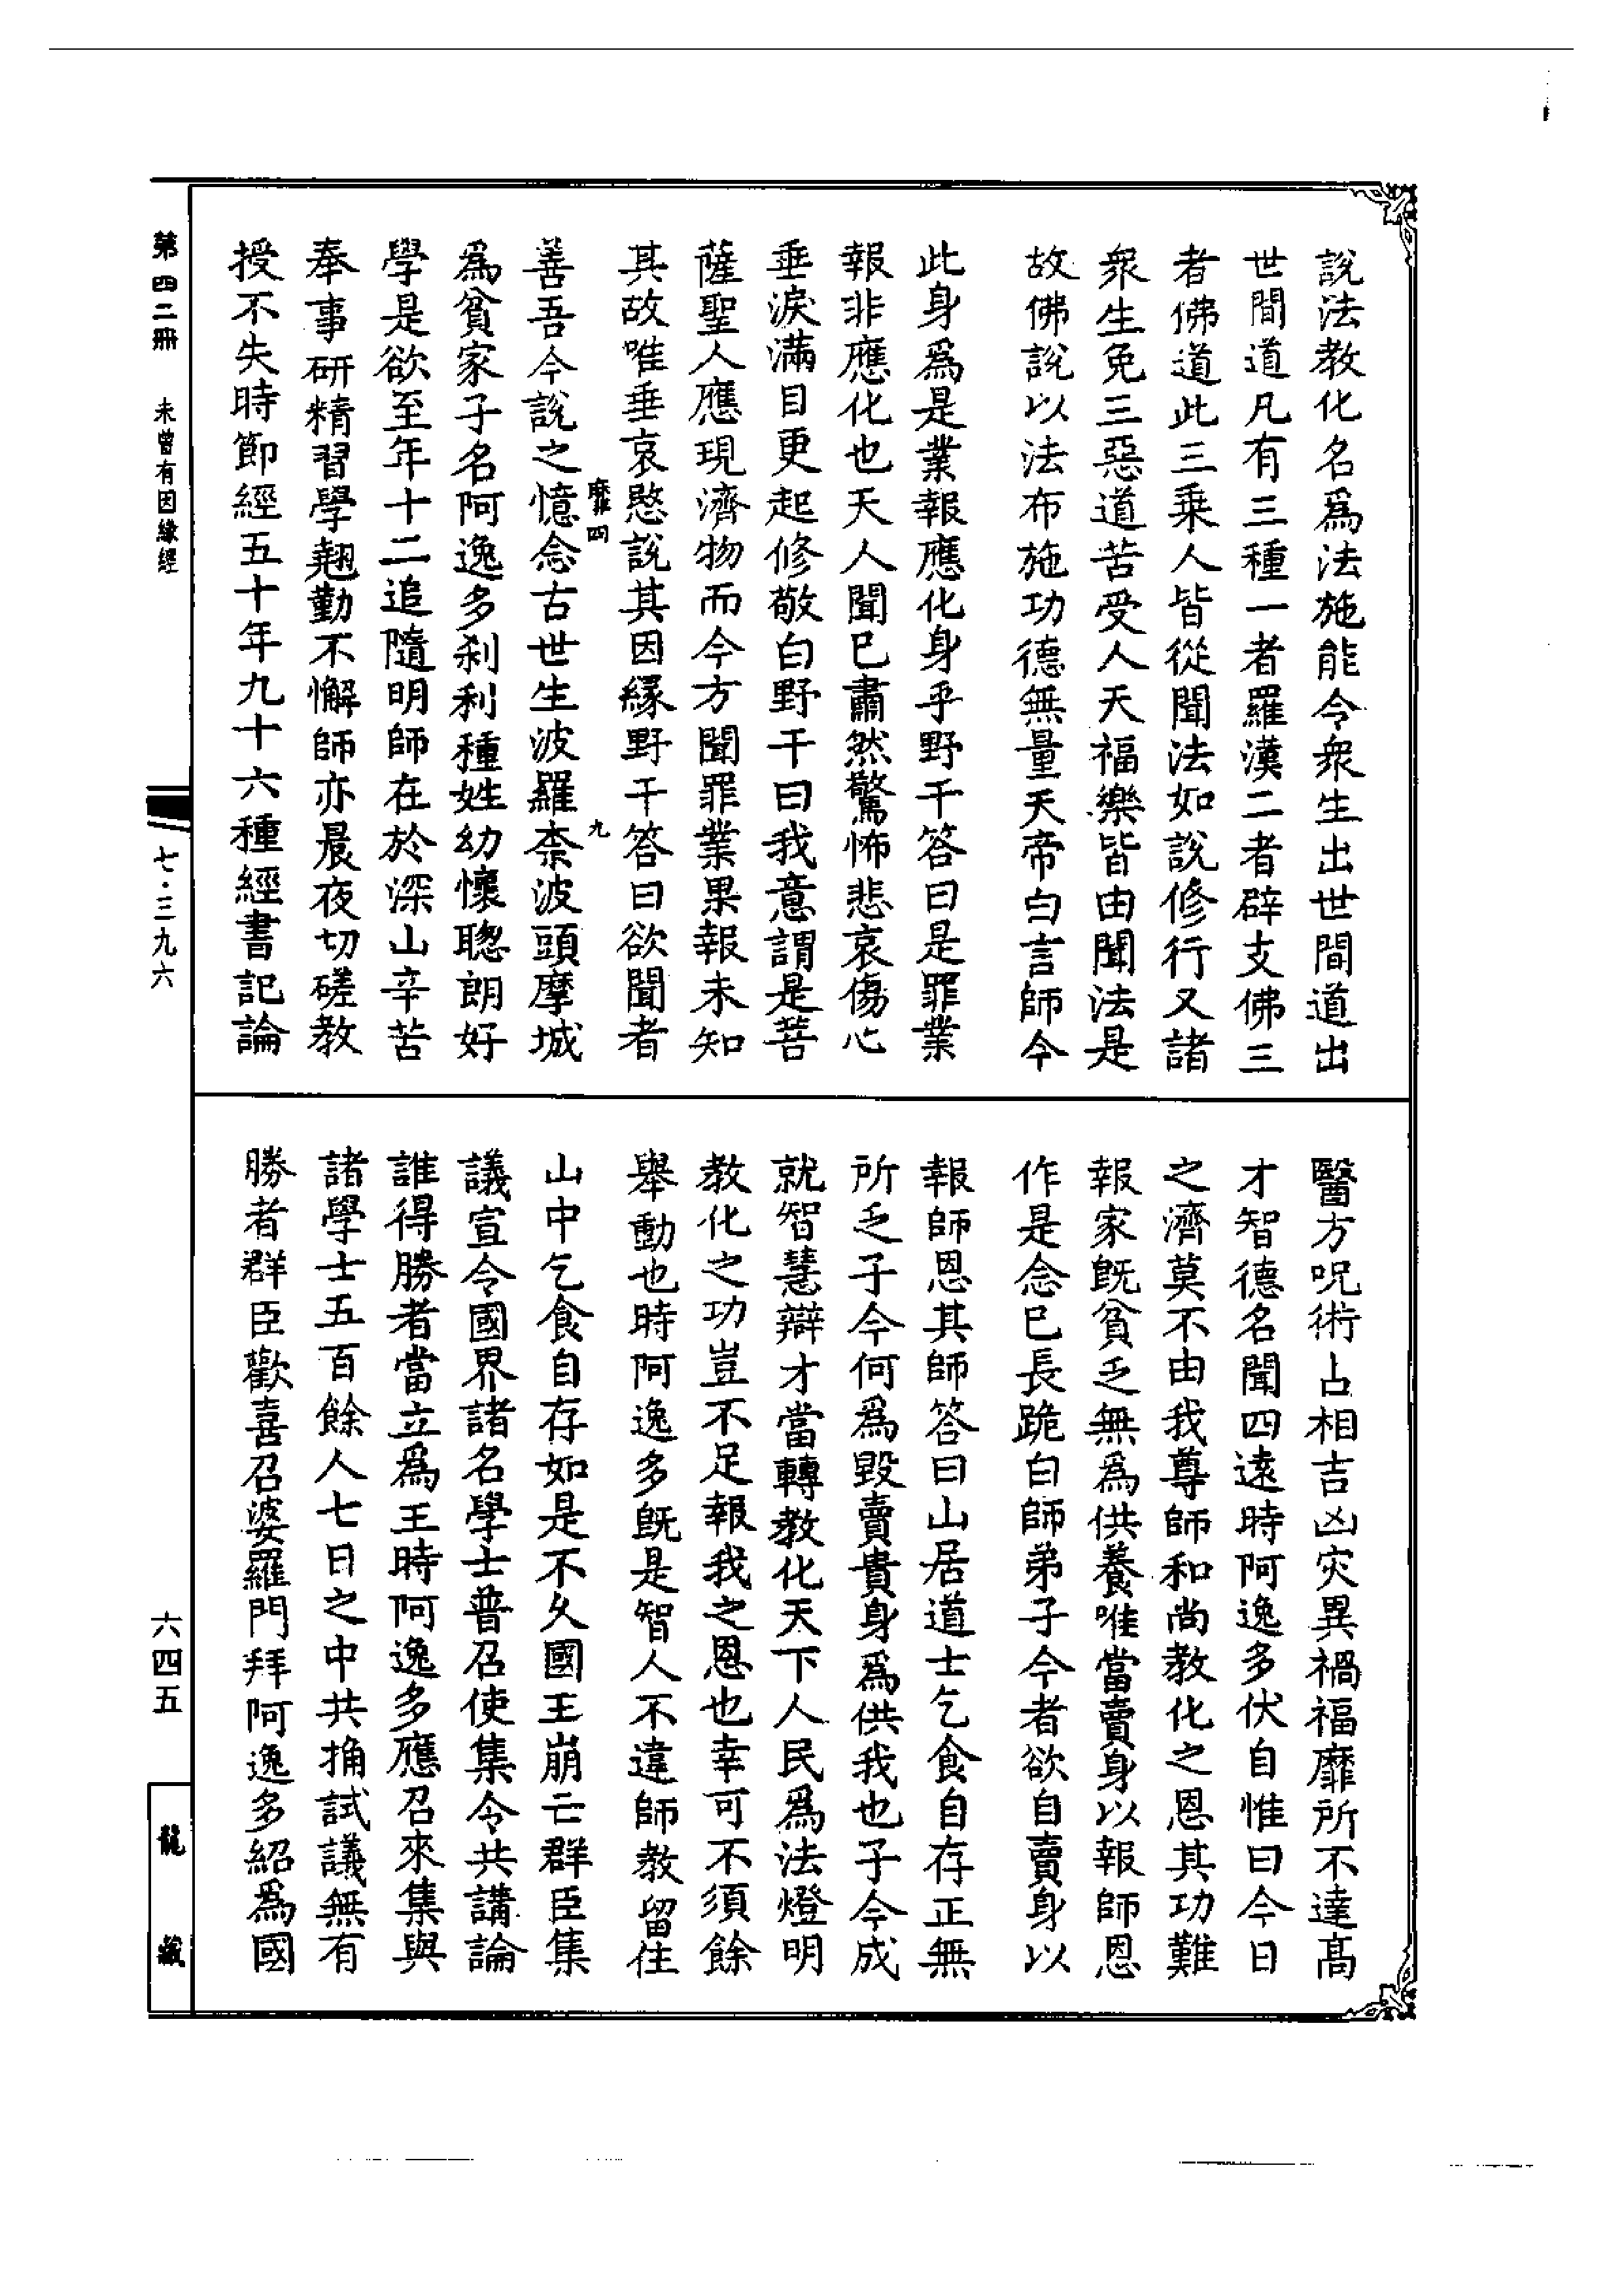 說法教化名爲法施能令衆生出世間道出
世間道凡有三種一者羅漢二者辟支佛三
者佛道此三乘人皆從聞法如說修行又諸
衆生免三惡道苦受人天福樂皆由聞法是
故佛說以法布施功德無量天帝白言師今
此身爲是業報應化身乎野干答曰是罪業
報非應化也天人聞已肅然驚怖悲哀傷心
垂淚滿目更起修敬白野干曰我意謂是菩
薩聖人應現濟物而今方聞罪業果報未知
其故唯垂哀愍說其因緣野干答曰欲聞者
靡四 九
善吾今說之憶念古世生波羅柰波頭摩城
爲貧家子名阿逸多剎利種姓幼懷聰朗好
學是欲至年十二追隨明師在於深山辛苦
奉事研精習學翹勤不懈師亦晨夜切磋教
授不失時節經五十年九十六種經書記論
醫方呪術占相吉凶灾異禍福靡所不達高
才智德名聞四遠時阿逸多伏自惟曰今日
之濟莫不由我尊師和尚教化之恩其功難
報家旣貧乏無爲供養唯當賣身以報師恩
作是念已長跪白師弟子今者欲自賣身以
報師恩其師答曰山居道士乞食自存正無
所乏子今何爲毀賣貴身爲供我也子今成
就智慧辯才當轉教化天下人民爲法燈明
教化之功豈不足報我之恩也幸可不須餘
舉動也時阿逸多旣是智人不違師教留住
山中乞食自存如是不久國王崩亡群臣集
議宣令國界諸名學士普召使集令共講論
誰得勝者當立爲王時阿逸多應召來集與
諸學士五百餘人七日之中共捔試議無有
勝者群臣歡喜召婆羅門拜阿逸多紹爲國
第四二冊 未曾有因緣經
七·三九六
六四五
龍藏